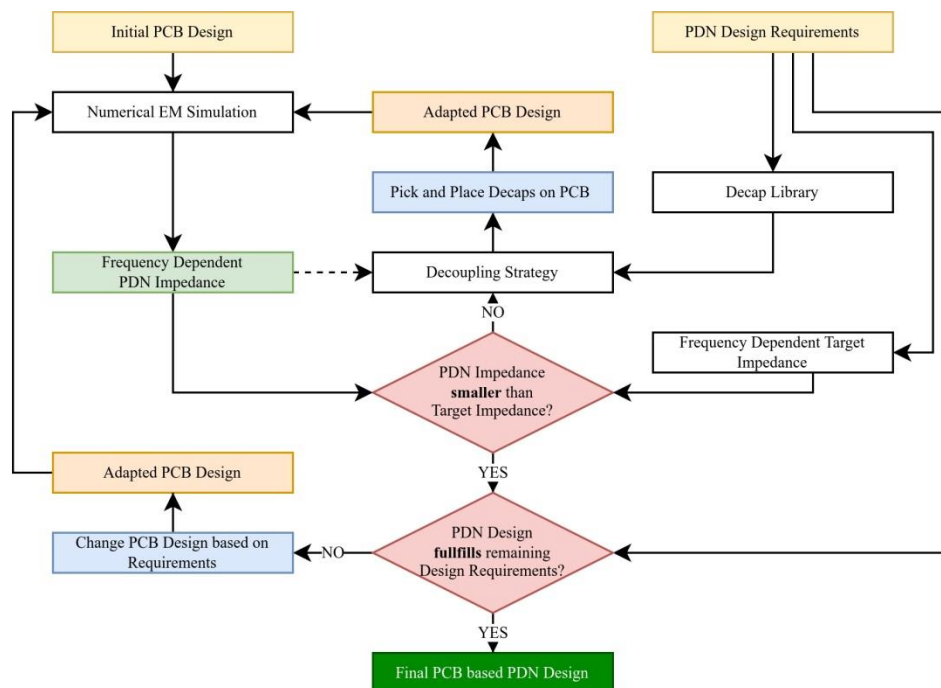 Initial PCB Design
PDN Design Requirements
Numerical EM Simulation
Adapted PCB Design
Pick and Place Decaps on PCB
Decap Library
Frequency Dependent
PDN Impedance
Decoupling Strategy
NO
PDN Impedance
smaller than
Target Impedance?
Frequency Dependent Target
Impedance
YES
Adapted PCB Design
Change PCB Design based on
Requirements
NO
PDN Design
fullfills remaining
Design Requirements?
YES
Final PCB based PDN Design